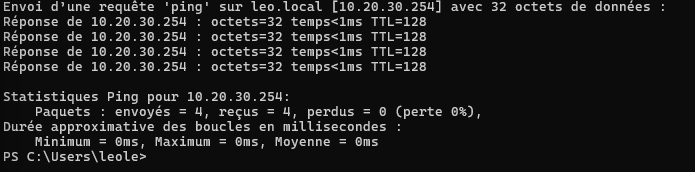 Envoi d’une requête 'ping' sur leo.local [10.20.30.254] avec 32 octets de données :
Réponse de 10.20.30.254 : octets=32 temps<1ms TTL=128
Réponse de 10.20.30.254 : octets=32 temps<1ms TTL=128
Réponse de 10.20.30.254 : octets=32 temps<1ms TTL=128
Réponse de 10.20.30.254 : octets=32 temps<1ms TTL=128
Statistiques Ping pour 10.20.30.254:
Paquets : envoyés = 4, reçus = 4, perdus = 0 (perte 0%),
Durée approximative des boucles en millisecondes :
Minimum = 0ms, Maximum = 0ms, Moyenne = 0ms
PS C:\Users\leole>